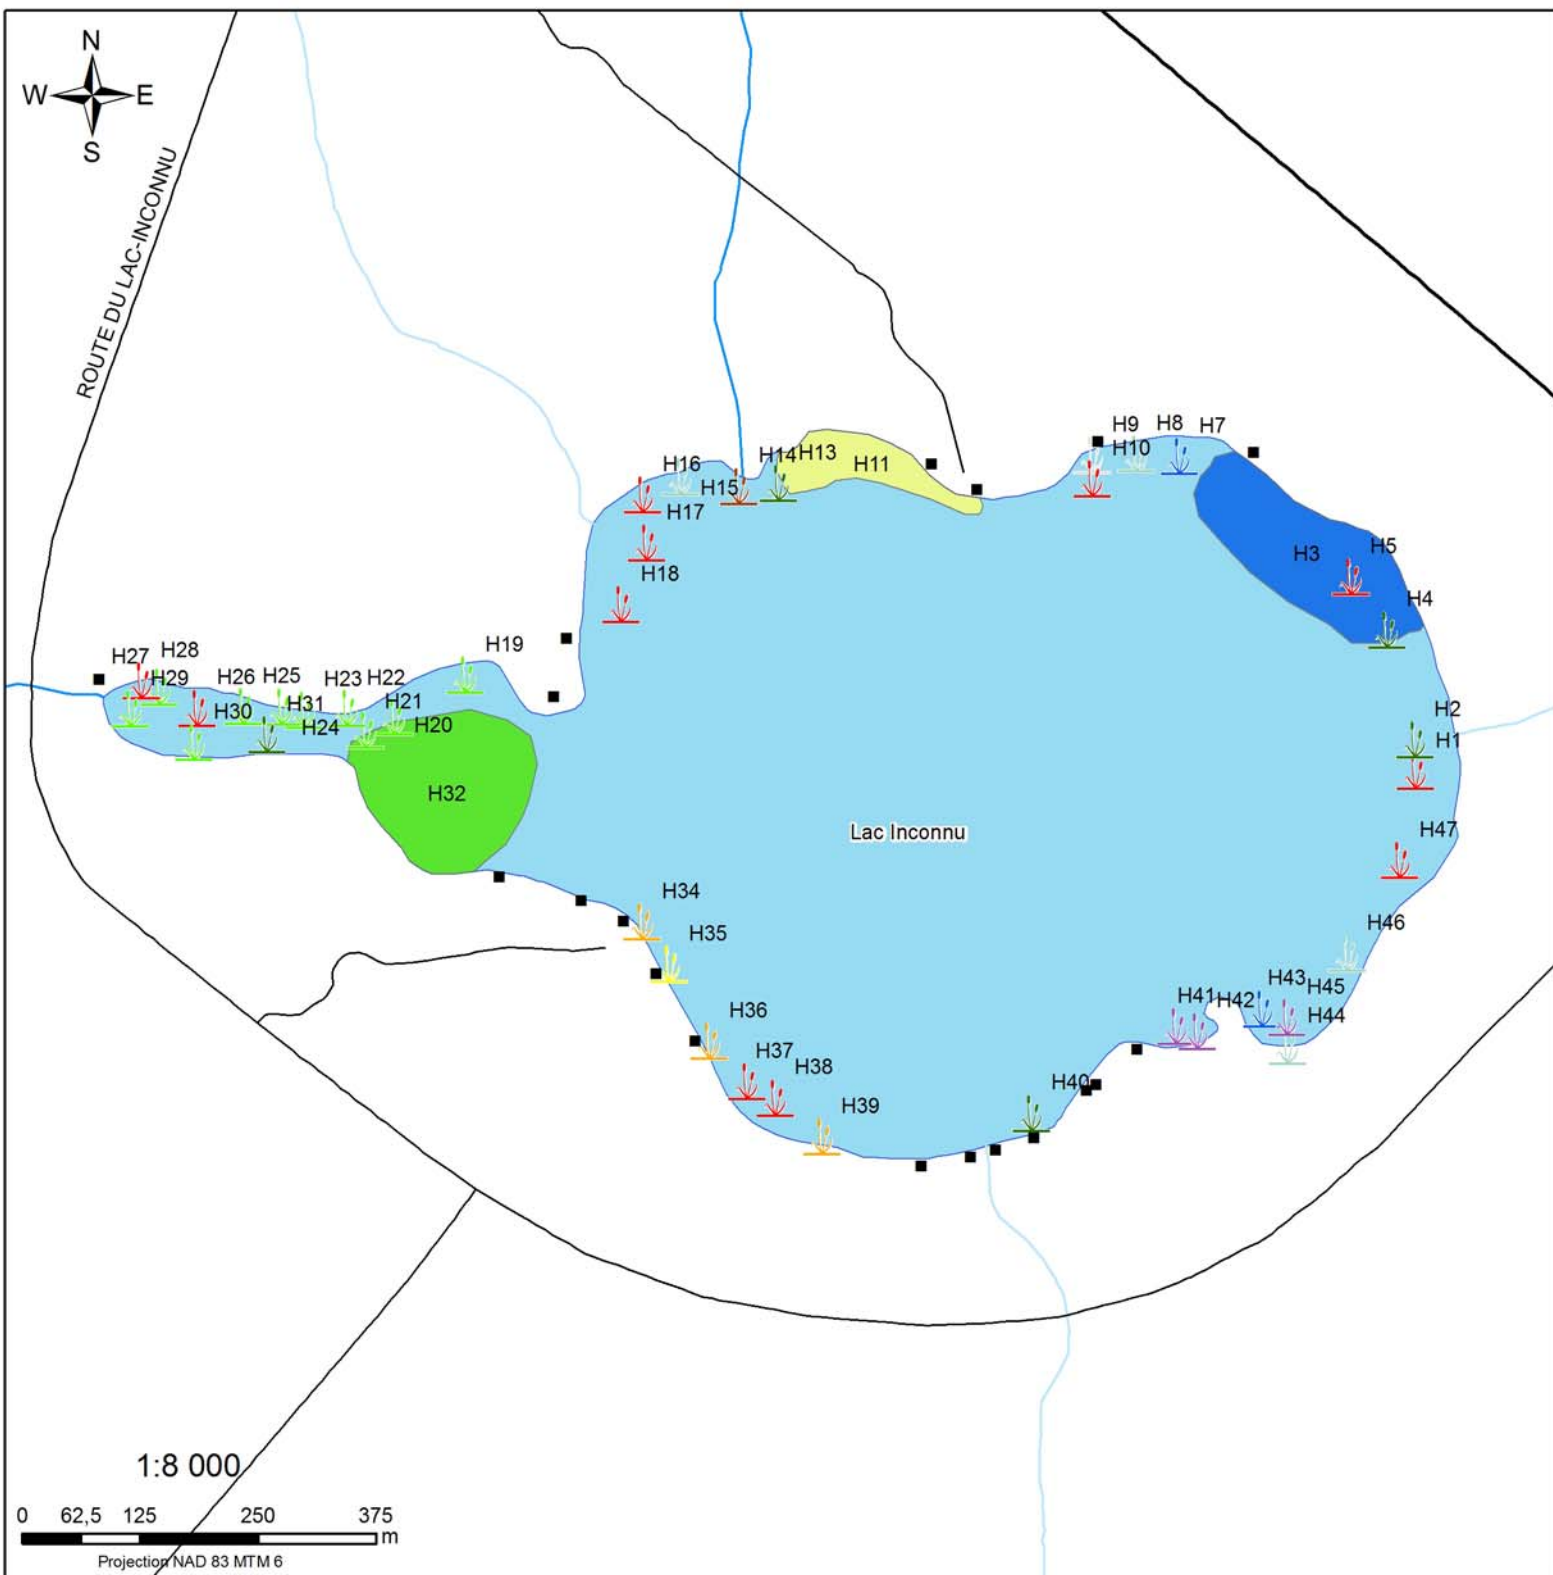 N
W E
S
ROUTE DU LAC-INCONNU
H9 H8 H7
H10
H16 H14 H13 H11
H15
H17
H18
H3 H5
H4
H19
H27 H28
H29 H26 H25 H23 H22
H30 H31 H21
H24 H20
H2
H1
H32
Lac Inconnu
H47
H34
H35
H46
H36
H41 H42 H43 H45
H44
H37
H38
H39
H40
1:8 000
0 62,5 125 250 375
m
Projection NAD 83 MTM 6